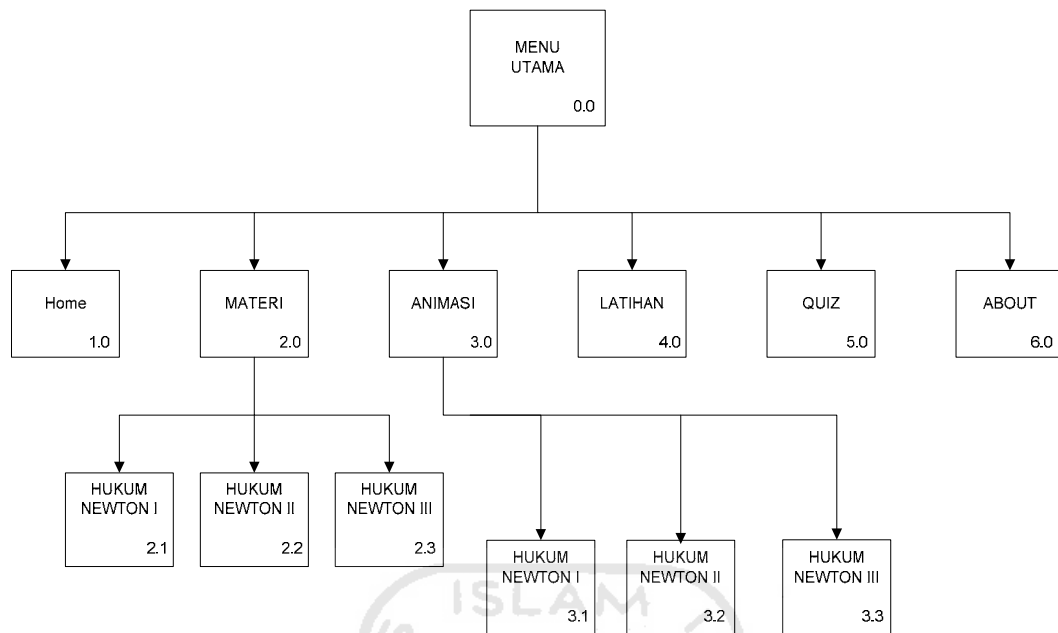 MENU
UTAMA
0.0
Home
1.0
MATERI
2.0
ANIMASI
3.0
LATIHAN
4.0
QUIZ
5.0
ABOUT
6.0
HUKUM
NEWTON I
2.1
HUKUM
NEWTON II
2.2
HUKUM
NEWTON III
2.3
HUKUM
NEWTON I
3.1
HUKUM
NEWTON II
3.2
HUKUM
NEWTON III
3.3
ISLAM